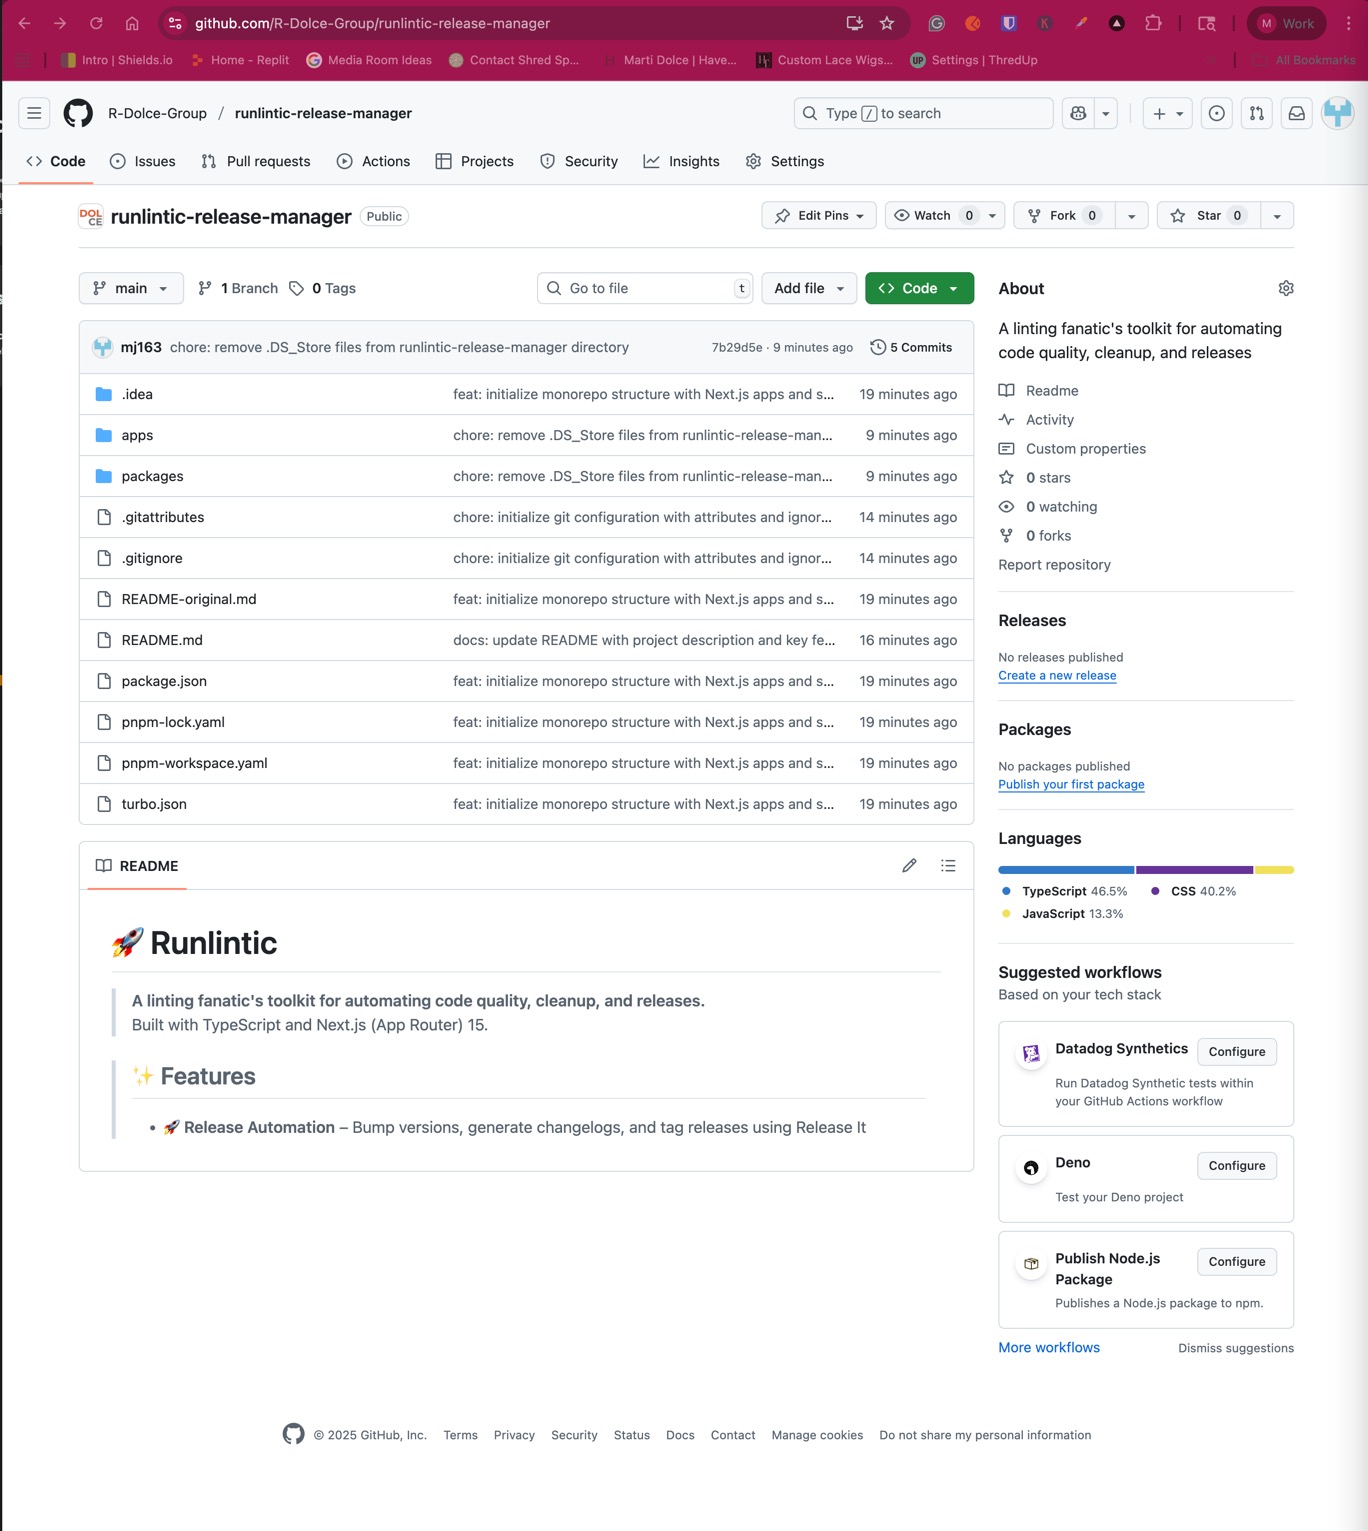 github.com/R-Dolce-Group/runlintic-release-manager
Work
Intro | Shields.io
Home - Replit
Media Room Ideas
Contact Shred Sp...
Marti Dolce | Have...
Custom Lace Wigs...
Settings | ThredUp
All Bookmarks
R-Dolce-Group / runlintic-release-manager
Type / to search
Code
Issues
Pull requests
Actions
Projects
Security
Insights
Settings
DOLCE
runlintic-release-manager
Public
Edit Pins
Watch 0
Fork 0
Star 0
main
1 Branch
0 Tags
Go to file
t
Add file
Code
mj163 chore: remove .DS_Store files from runlintic-release-manager directory 7b29d5e · 9 minutes ago 5 Commits
.idea feat: initialize monorepo structure with Next.js apps and s... 19 minutes ago
apps chore: remove .DS_Store files from runlintic-release-man... 9 minutes ago
packages chore: remove .DS_Store files from runlintic-release-man... 9 minutes ago
.gitattributes chore: initialize git configuration with attributes and ignor... 14 minutes ago
.gitignore chore: initialize git configuration with attributes and ignor... 14 minutes ago
README-original.md feat: initialize monorepo structure with Next.js apps and s... 19 minutes ago
README.md docs: update README with project description and key fe... 16 minutes ago
package.json feat: initialize monorepo structure with Next.js apps and s... 19 minutes ago
pnpm-lock.yaml feat: initialize monorepo structure with Next.js apps and s... 19 minutes ago
pnpm-workspace.yaml feat: initialize monorepo structure with Next.js apps and s... 19 minutes ago
turbo.json feat: initialize monorepo structure with Next.js apps and s... 19 minutes ago
README
🚀 Runlintic
A linting fanatic's toolkit for automating code quality, cleanup, and releases.
Built with TypeScript and Next.js (App Router) 15.
✨ Features
• 🚀 Release Automation – Bump versions, generate changelogs, and tag releases using Release It
About
A linting fanatic's toolkit for automating
code quality, cleanup, and releases
Readme
Activity
Custom properties
0 stars
0 watching
0 forks
Report repository
Releases
No releases published
Create a new release
Packages
No packages published
Publish your first package
Languages
TypeScript 46.5%
CSS 40.2%
JavaScript 13.3%
Suggested workflows
Based on your tech stack
Datadog Synthetics
Configure
Run Datadog Synthetic tests within
your GitHub Actions workflow
Deno
Configure
Test your Deno project
Publish Node.js
Package
Configure
Publishes a Node.js package to npm.
More workflows
Dismiss suggestions
© 2025 GitHub, Inc.
Terms
Privacy
Security
Status
Docs
Contact
Manage cookies
Do not share my personal information